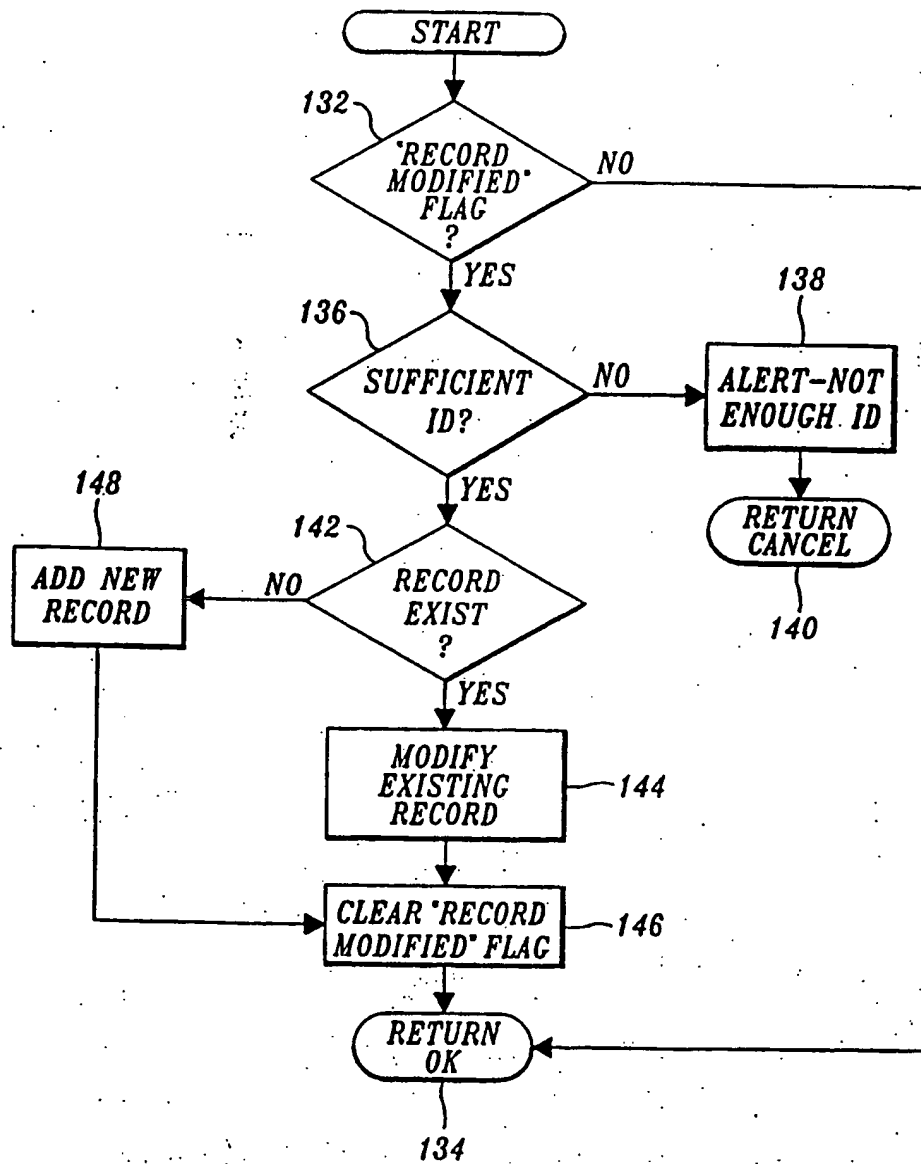 START
132
"RECORD
MODIFIED"
FLAG
?
NO
YES
136
SUFFICIENT
ID?
NO
138
ALERT-NOT
ENOUGH ID
YES
RETURN
CANCEL
140
148
ADD NEW
RECORD
NO
142
RECORD
EXIST
?
YES
MODIFY
EXISTING
RECORD
144
CLEAR "RECORD
MODIFIED" FLAG
146
RETURN
OK
134